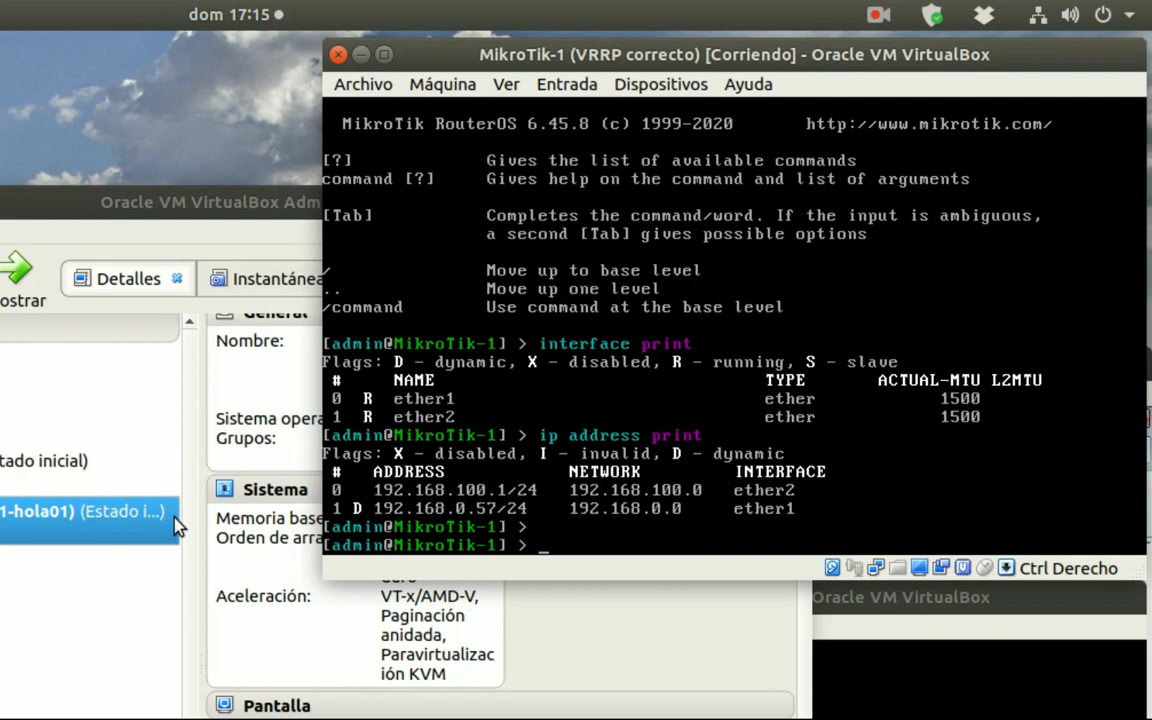 dom 17:15
MikroTik-1 (VRRP correcto) [Corriendo] - Oracle VM VirtualBox
Archivo Máquina Ver Entrada Dispositivos Ayuda
MikroTik RouterOS 6.45.8 (c) 1999-2020 http://www.mikrotik.com/
[?] Gives the list of available commands
command [?] Gives help on the command and list of arguments
[Tab] Completes the command/word. If the input is ambiguous,
a second [Tab] gives possible options
/ Move up to base level
.. Move up one level
/command Use command at the base level
[admin@MikroTik-1] > interface print
Flags: D - dynamic, X - disabled, R - running, S - slave
# NAME TYPE ACTUAL-MTU L2MTU
0 R ether1 ether 1500
1 R ether2 ether 1500
[admin@MikroTik-1] > ip address print
Flags: X - disabled, I - invalid, D - dynamic
# ADDRESS NETWORK INTERFACE
0 192.168.100.1/24 192.168.100.0 ether2
1 D 192.168.0.57/24 192.168.0.0 ether1
[admin@MikroTik-1] >
[admin@MikroTik-1] > _
Ctrl Derecho
Oracle VM VirtualBox Adm
ostrar
Detalles
Instantánea
General
Nombre:
Sistema opera
Grupos:
tado inicial)
1-hola01) (Estado i...)
Sistema
Memoria base
Orden de arra
Aceleración:
VT-x/AMD-V,
Paginación
anidada,
Paravirtualizac
ión KVM
Pantalla
Oracle VM VirtualBox